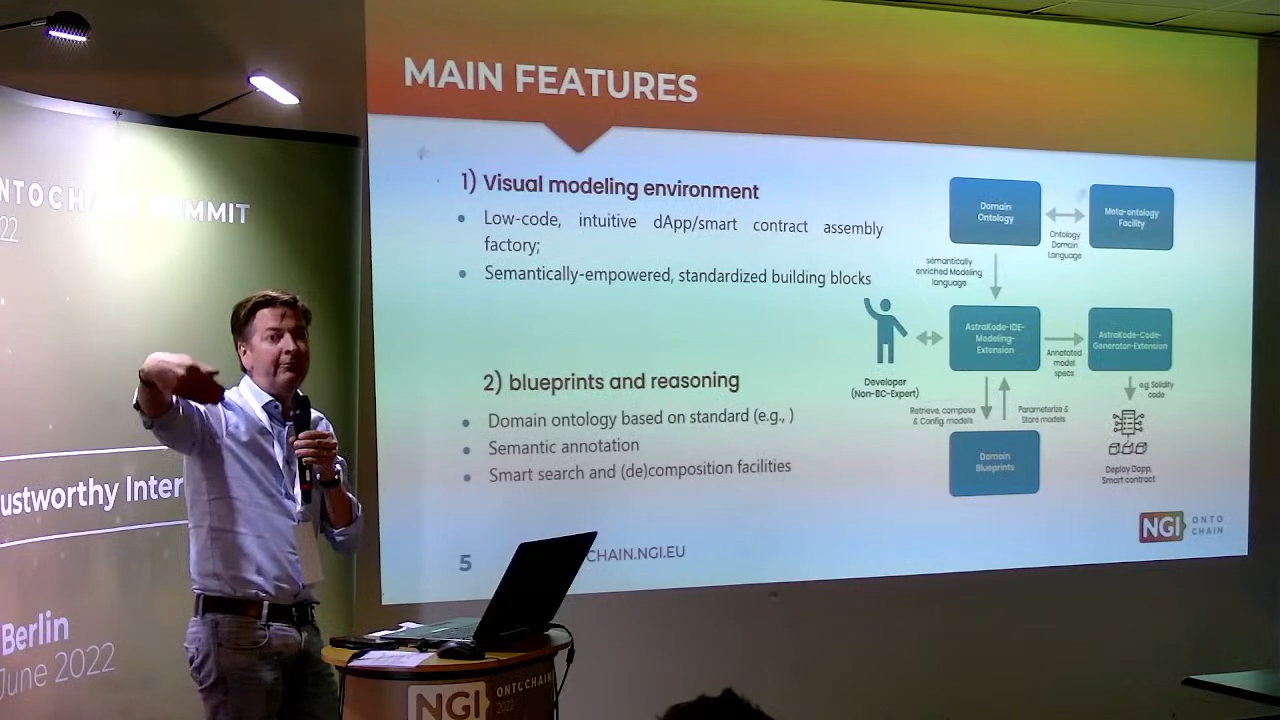 MAIN FEATURES
1) Visual modeling environment
• Low-code, intuitive dApp/smart contract assembly
factory;
• Semantically-empowered, standardized building blocks
2) blueprints and reasoning
• Domain ontology based on standard (e.g., )
• Semantic annotation
• Smart search and (de)composition facilities
Domain
Ontology
Ontology
Domain
Language
Meta-ontology
Facility
semantically
enriched Modeling
language
AstraKode-IDE-
Modeling-
Extension
Annotated
model
specs
AstraKode-Code-
Generator-Extension
Developer
(Non-BC-Expert)
Retrieve, compose
& Config. models
Parameterize &
Store models
e.g. Solidity
code
Domain
Blueprints
Deploy Dapp,
Smart contract
5
CHAIN.NGI.EU
NGI
ONTO
CHAIN
NTOCH MMIT
22
ustworthy Inter
Berlin
June 2022
NGI
ONTOCHAIN
2022